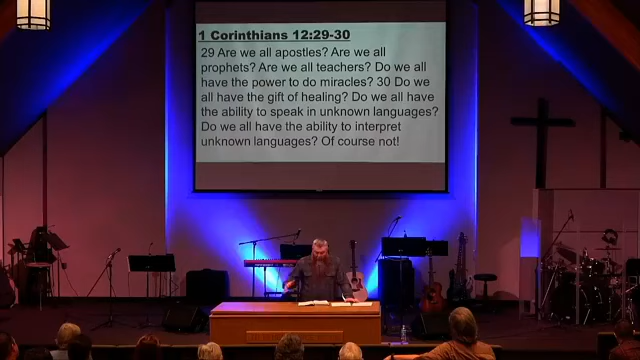 1 Corinthians 12:29-30
29 Are we all apostles? Are we all
prophets? Are we all teachers? Do we all
have the power to do miracles? 30 Do we
all have the gift of healing? Do we all have
the ability to speak in unknown languages?
Do we all have the ability to interpret
unknown languages? Of course not!